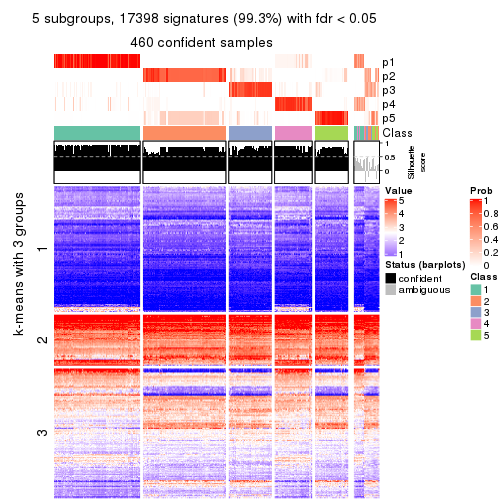 5 subgroups, 17398 signatures (99.3%) with fdr < 0.05
460 confident samples
p1
p2
p3
p4
p5
Class
1
0.5
0
Silhouette
score
k-means with 3 groups
1
2
3
Value
5
4
3
2
1
Status (barplots)
confident
ambiguous
Prob
1
0.8
0.6
0.4
0.2
0
Class
1
2
3
4
5